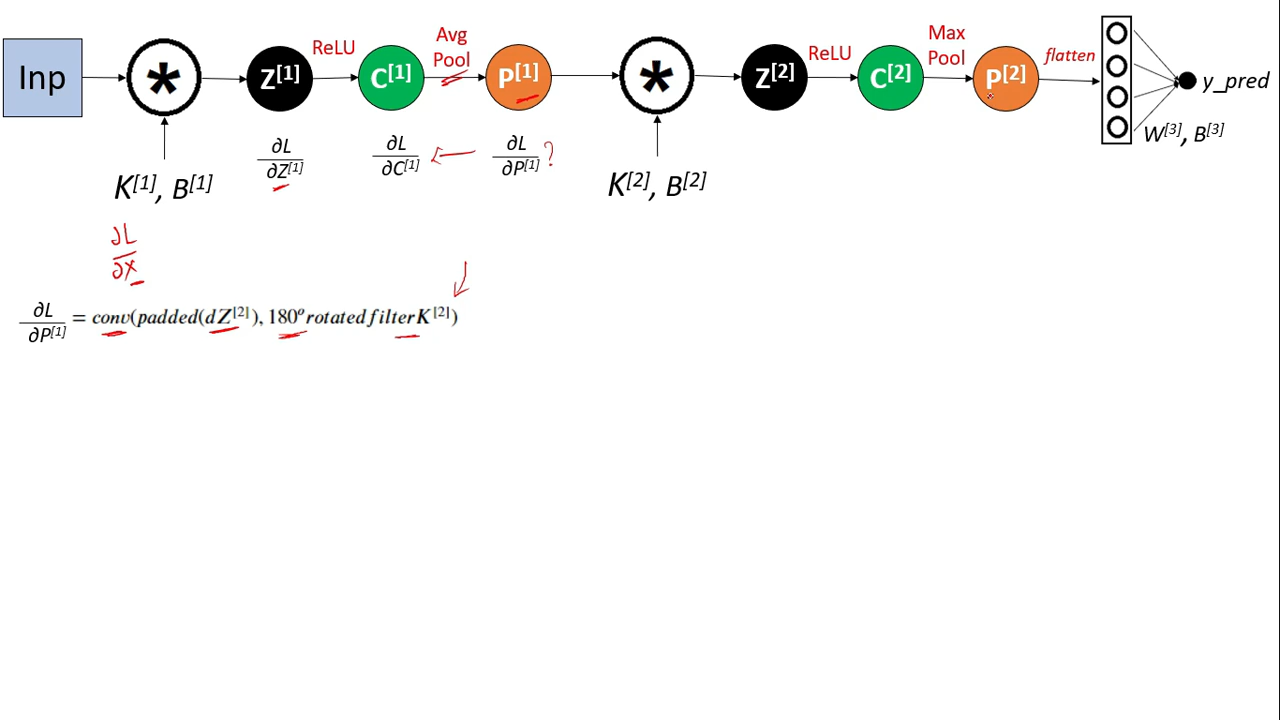 Inp
*
Z[1]
ReLU
C[1]
Avg
Pool
P[1]
*
Z[2]
ReLU
C[2]
Max
Pool
P[2]
flatten
y_pred
W[3], B[3]
K[1], B[1]
∂L
∂Z[1]
∂L
∂C[1]
∂L
∂P[1]
?
K[2], B[2]
∂L
∂X
∂L
∂P[1]
= conv(padded(dZ[2]), 180o rotated filter K[2])